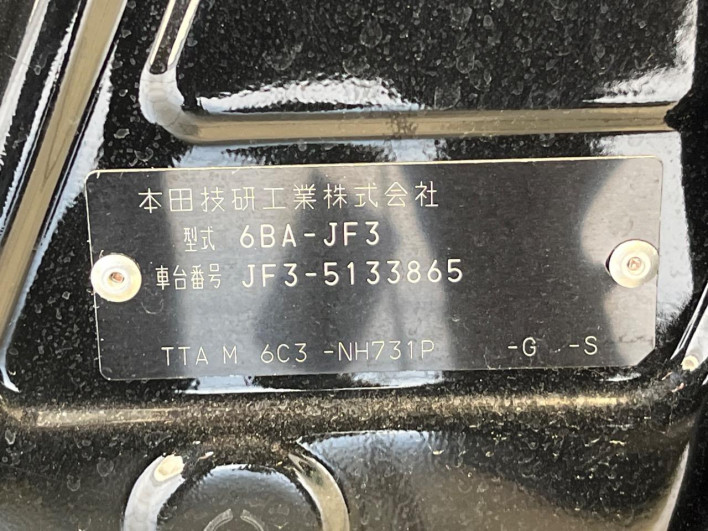 本田技研工業株式会社
型式 6BA-JF3
車台番号 JF3-5133865
TTA M 6C3 -NH731P -G -S